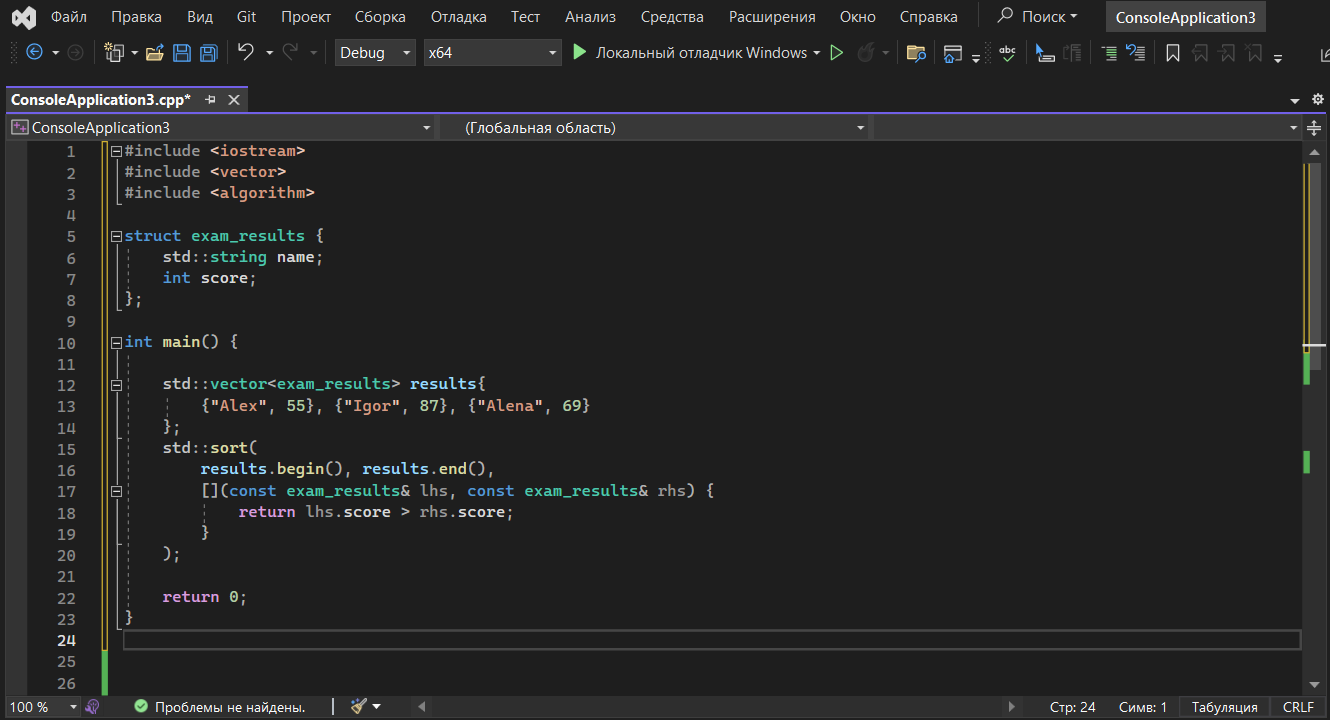 Файл Правка Вид Git Проект Сборка Отладка Тест Анализ Средства Расширения Окно Справка Поиск ConsoleApplication3
Debug x64 Локальный отладчик Windows abc
ConsoleApplication3.cpp*
ConsoleApplication3 (Глобальная область)
1 #include <iostream>
2 #include <vector>
3 #include <algorithm>
4
5 struct exam_results {
6 std::string name;
7 int score;
8 };
9
10 int main() {
11
12 std::vector<exam_results> results{
13 {"Alex", 55}, {"Igor", 87}, {"Alena", 69}
14 };
15 std::sort(
16 results.begin(), results.end(),
17 [](const exam_results& lhs, const exam_results& rhs) {
18 return lhs.score > rhs.score;
19 }
20 );
21
22 return 0;
23 }
24
25
26
100 % Проблемы не найдены. Стр: 24 Симв: 1 Табуляция CRLF